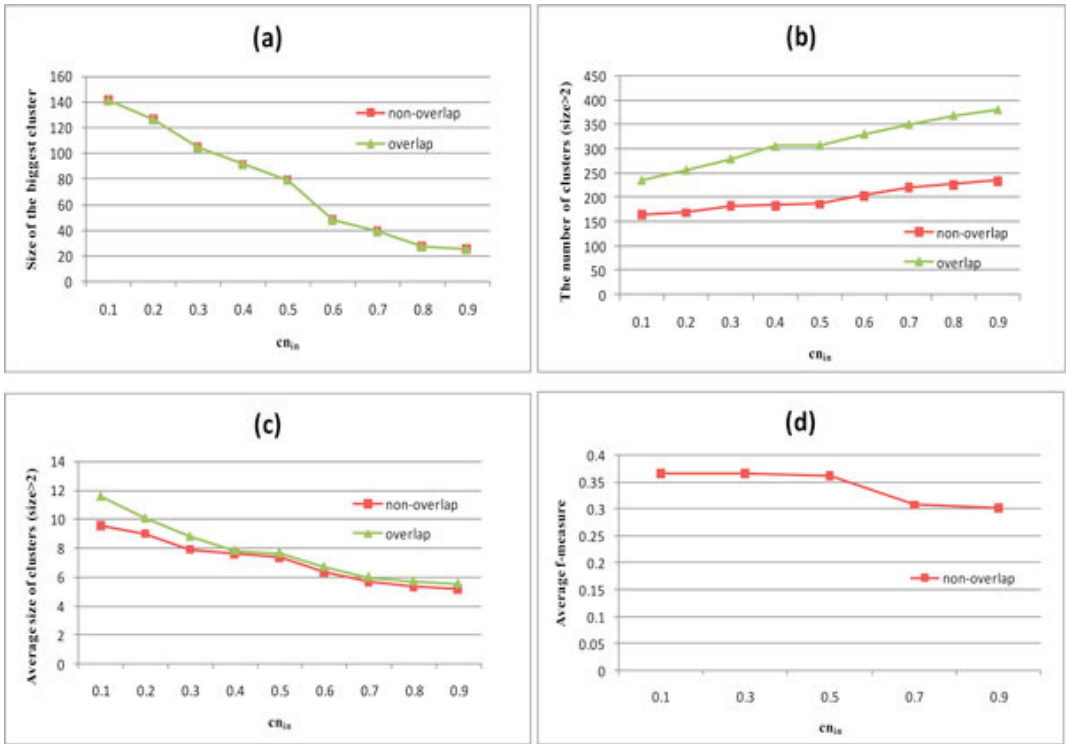 (a)
Size of the biggest cluster
160
140
120
100
80
60
40
20
0
non-overlap
overlap
0.1 0.2 0.3 0.4 0.5 0.6 0.7 0.8 0.9
cn_in
(b)
The number of clusters (size>2)
450
400
350
300
250
200
150
100
50
0
non-overlap
overlap
0.1 0.2 0.3 0.4 0.5 0.6 0.7 0.8 0.9
cn_in
(c)
Average size of clusters (size>2)
14
12
10
8
6
4
2
0
non-overlap
overlap
0.1 0.2 0.3 0.4 0.5 0.6 0.7 0.8 0.9
cn_in
(d)
Average f-measure
0.4
0.35
0.3
0.25
0.2
0.15
0.1
0.05
0
non-overlap
0.1 0.3 0.5 0.7 0.9
cn_in